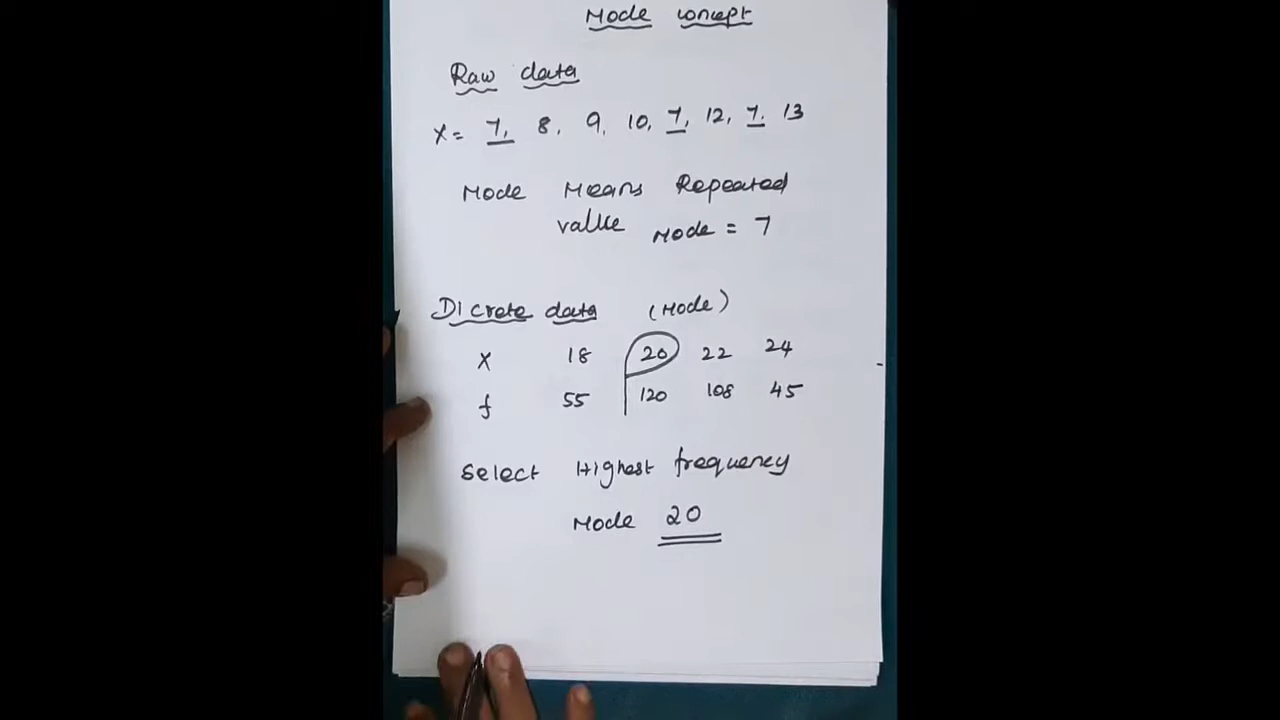 Mode concept
Raw data
X = 7, 8, 9, 10, 7, 12, 7. 13
Mode Means Repeated
value Mode = 7
Discrete data (Mode)
X 18 20 22 24
f 55 120 108 45
Select Highest frequency
Mode 20